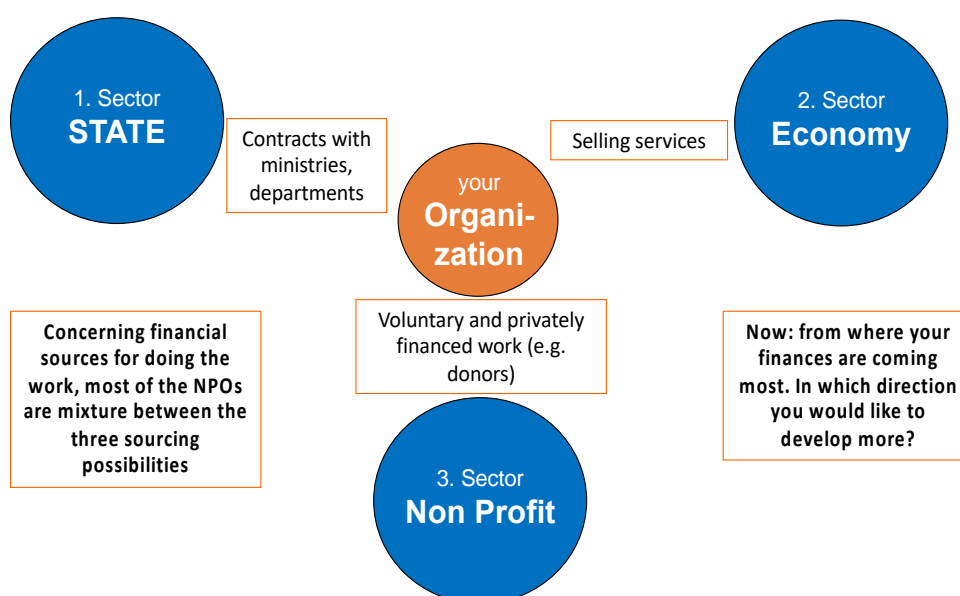 1. Sector
STATE
Contracts with
ministries,
departments
your
Organi-
zation
Selling services
2. Sector
Economy
Concerning financial
sources for doing the
work, most of the NPOs
are mixture between the
three sourcing
possibilities
Voluntary and privately
financed work (e.g.
donors)
Now: from where your
finances are coming
most. In which direction
you would like to
develop more?
3. Sector
Non Profit